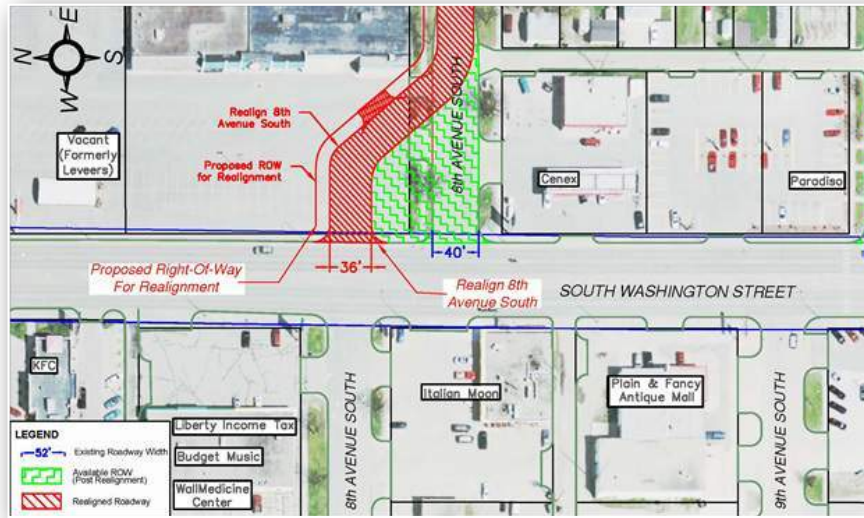 E
N
S
W
Realign 8th
Avenue South
Proposed ROW
for Realignment
8th AVENUE SOUTH
Vacant
(Formerly
Leevers)
Cenex
Paradiso
40'
36'
Proposed Right-Of-Way
For Realignment
Realign 8th
Avenue South
SOUTH WASHINGTON STREET
KFC
Italian Moon
Plain & Fancy
Antique Mall
8th AVENUE SOUTH
9th AVENUE SOUTH
Liberty Income Tax
Budget Music
WallMedicine
Center
LEGEND
52' Existing Roadway Width
Available ROW
(Post Realignment)
Realigned Roadway